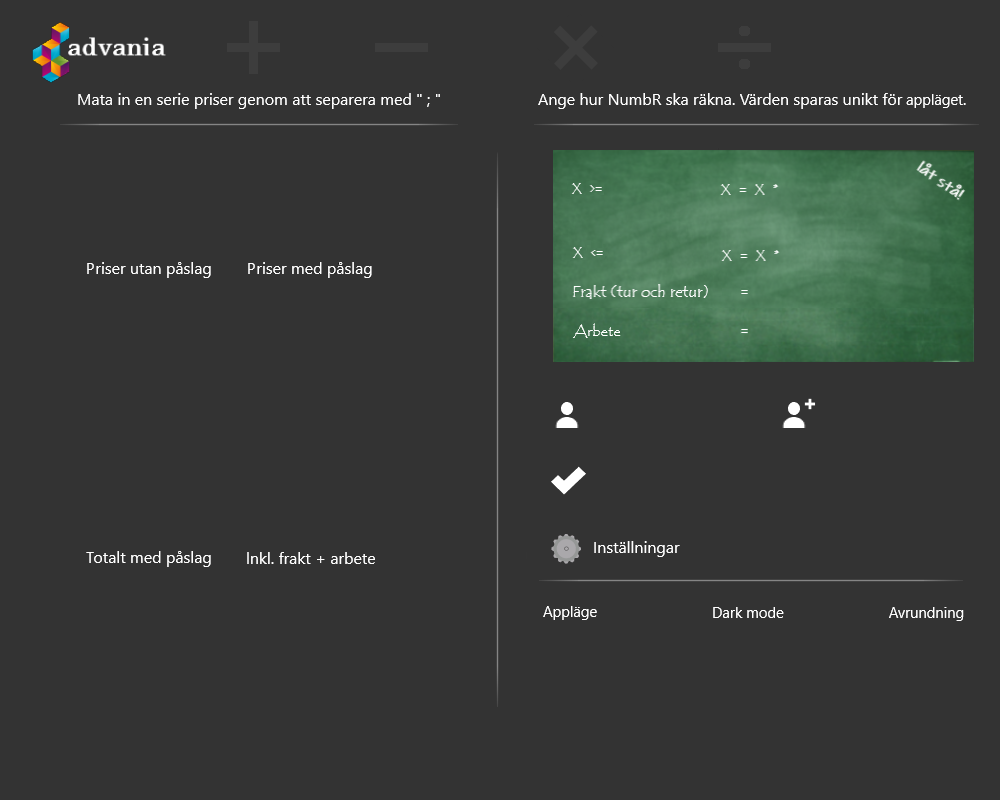 advania
Mata in en serie priser genom att separera med " ; "
Priser utan påslag
Priser med påslag
Totalt med påslag
Inkl. frakt + arbete
Ange hur NumbR ska räkna. Värden sparas unikt för appläget.
låt stå!
X >=
X = X *
X <=
X = X *
Frakt (tur och retur) =
Arbete =
Inställningar
Appläge
Dark mode
Avrundning